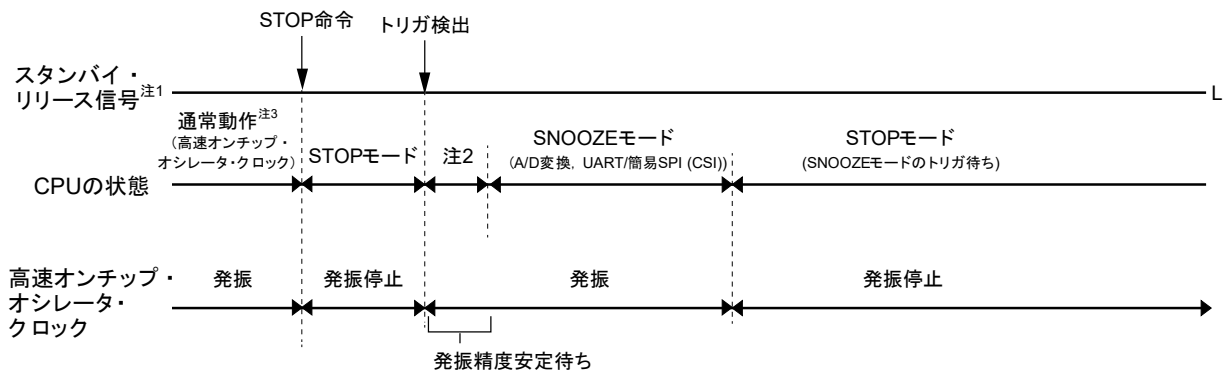 STOP命令
トリガ検出
スタンバイ・
リリース信号注1
L
通常動作注3
（高速オンチップ・
オシレータ・クロック）
STOPモード
注2
SNOOZEモード
（A/D変換, UART/簡易SPI (CSI))
STOPモード
(SNOOZEモードのトリガ待ち)
CPUの状態
高速オンチップ・
オシレータ・
クロック
発振
発振停止
発振
発振停止
発振精度安定待ち